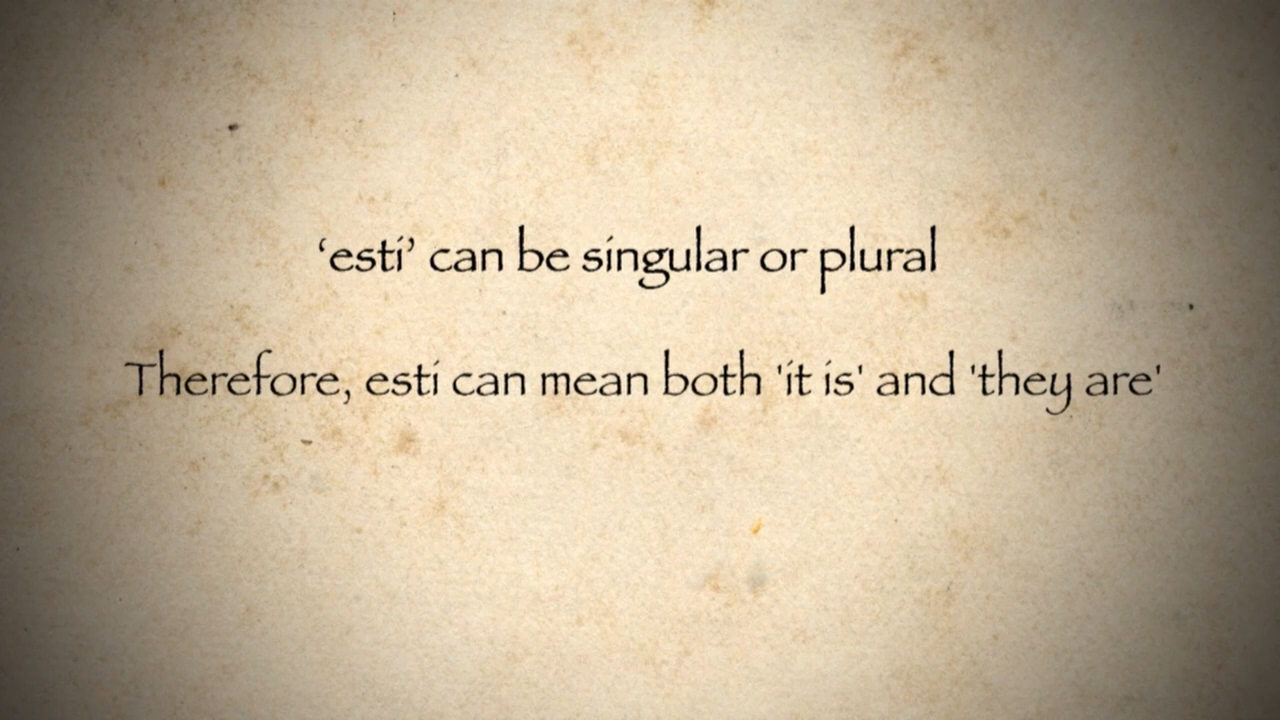 ‘esti’ can be singular or plural
Therefore, esti can mean both 'it is' and 'they are'